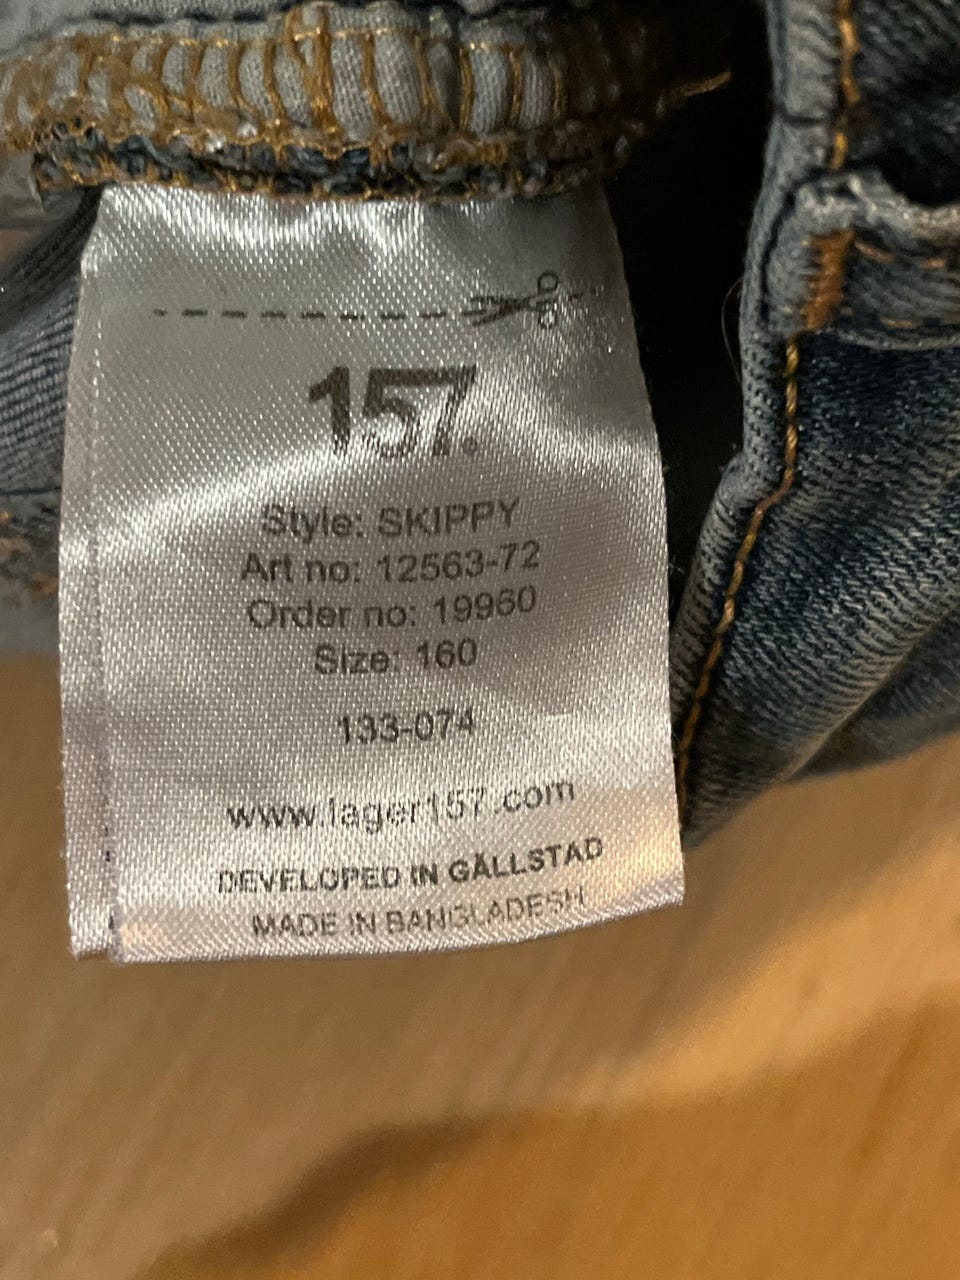 157.
Style: SKIPPY
Art no: 12563-72
Order no: 19960
Size: 160
133-074
www.lager157.com
DEVELOPED IN GÄLLSTAD
MADE IN BANGLADESH